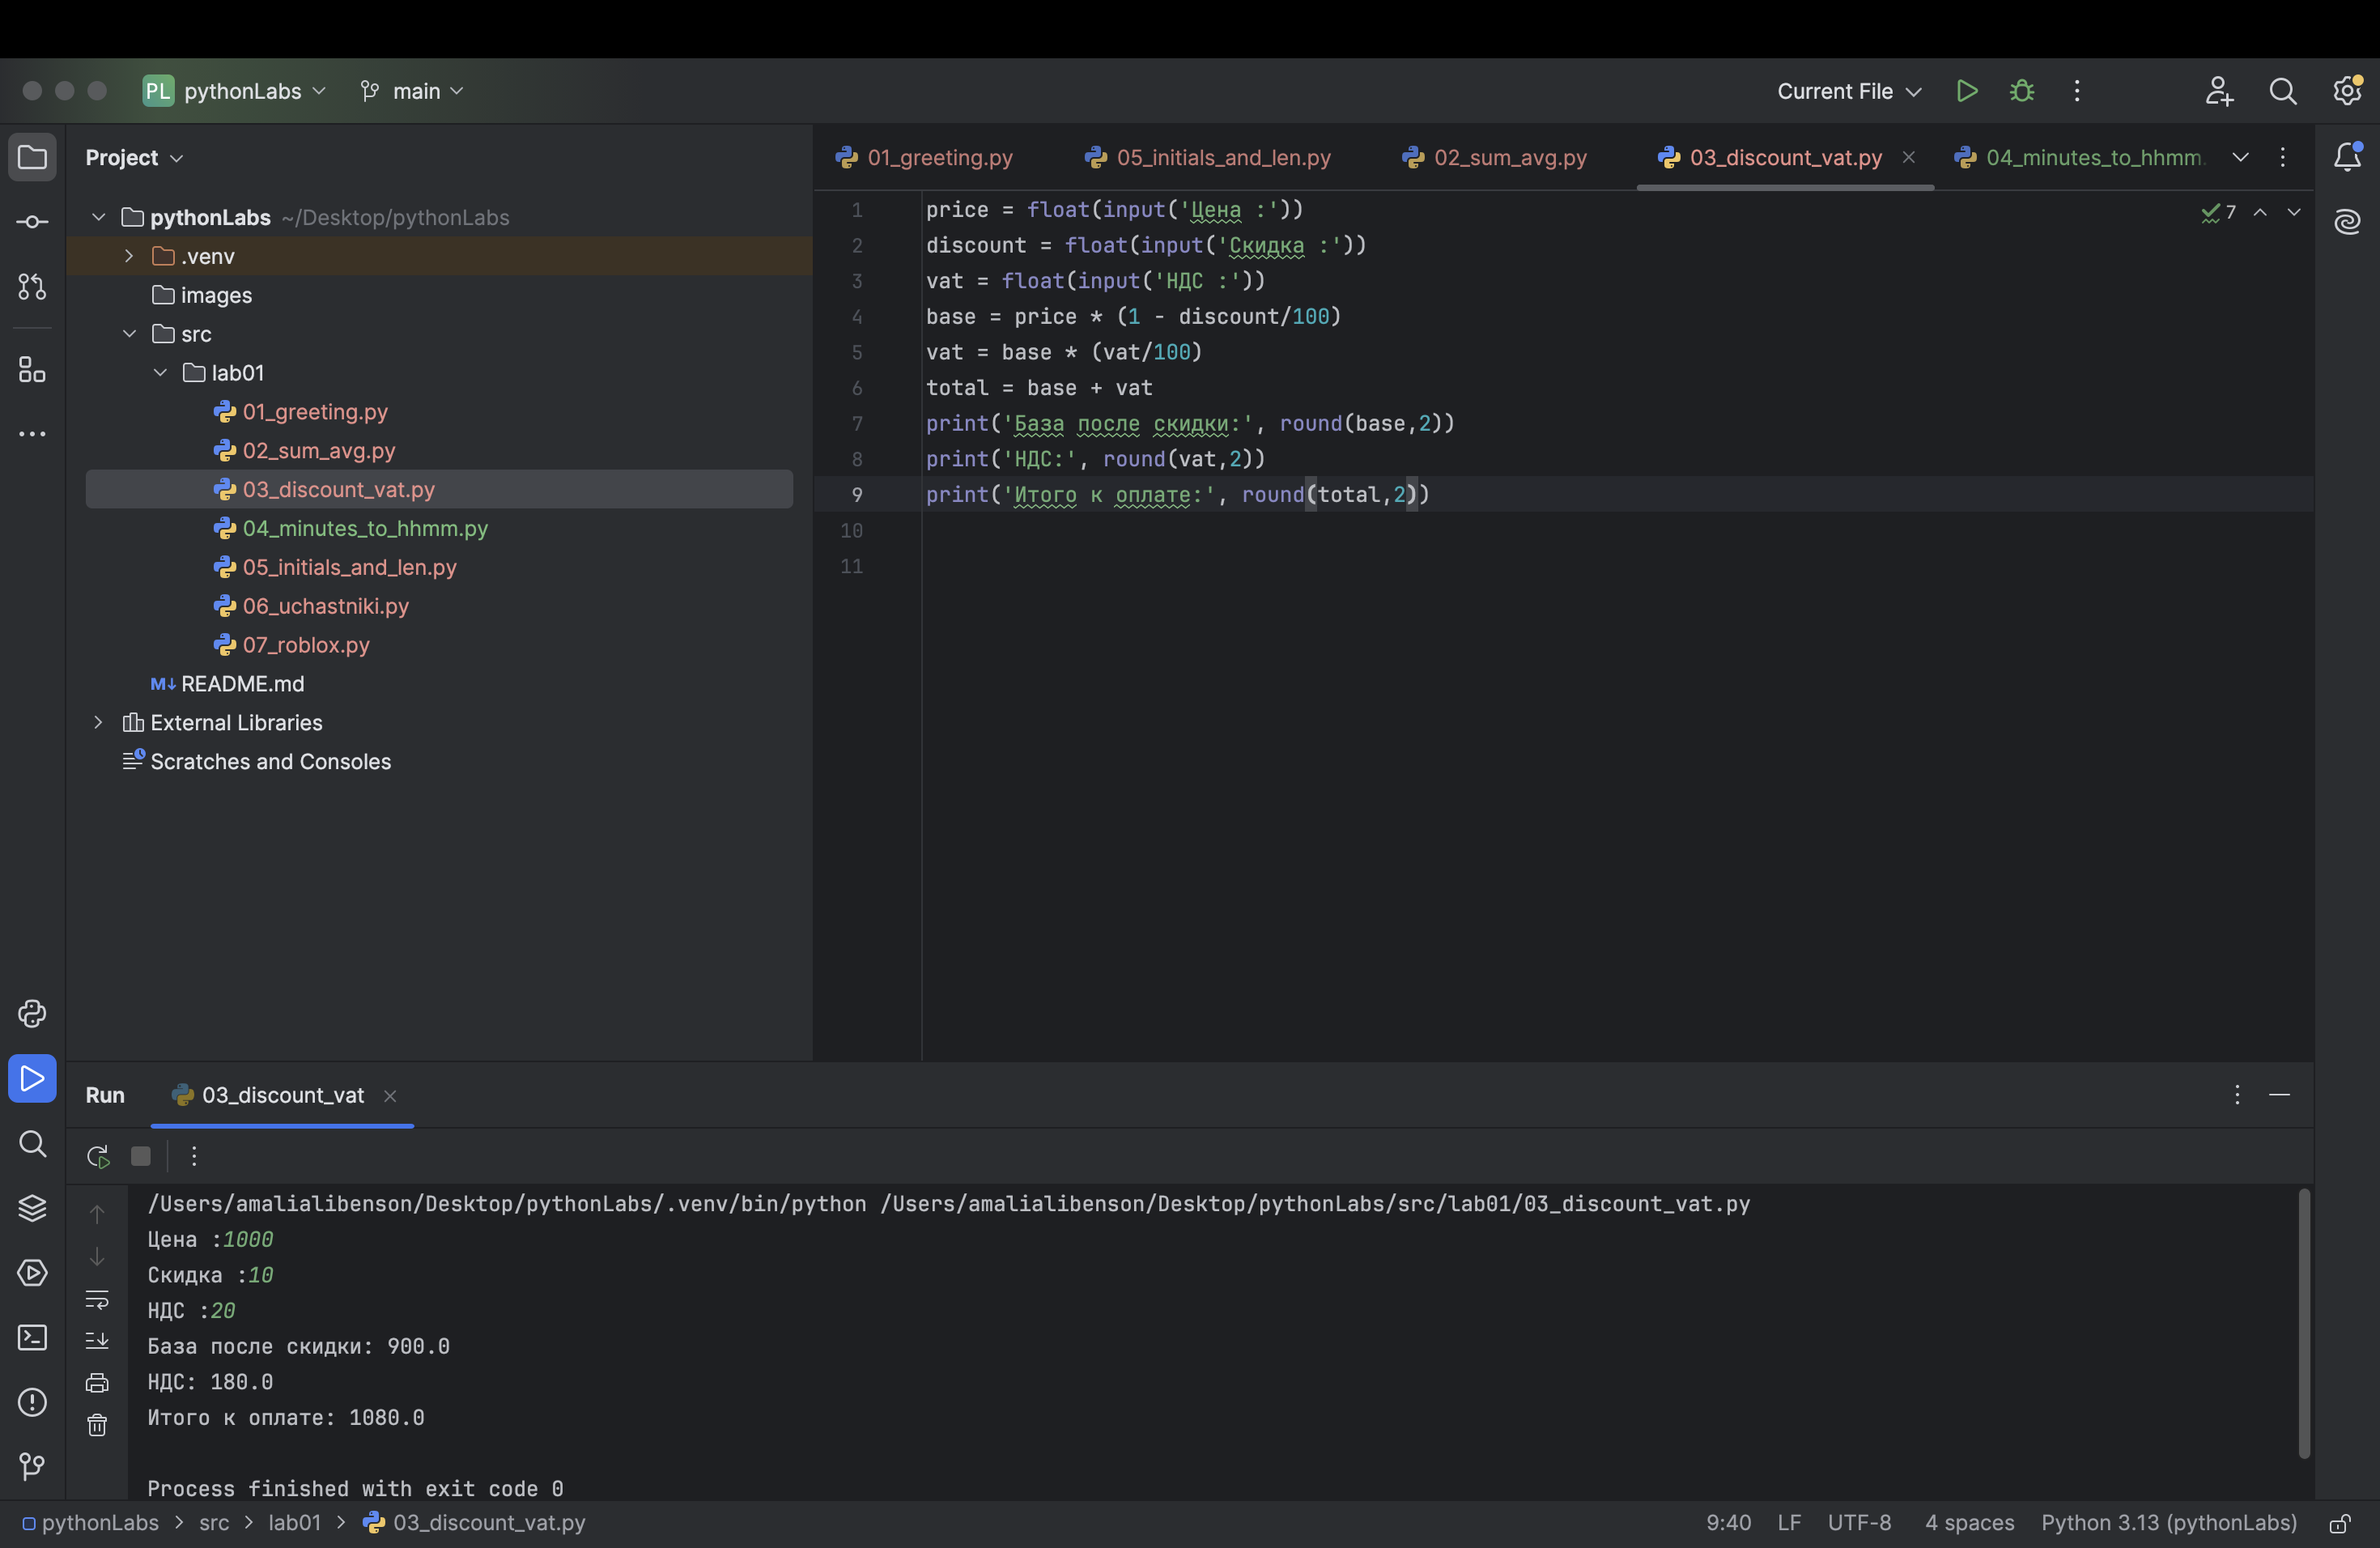 PL pythonLabs main Current File
Project
pythonLabs ~/Desktop/pythonLabs
.venv
images
src
lab01
01_greeting.py
02_sum_avg.py
03_discount_vat.py
04_minutes_to_hhmm.py
05_initials_and_len.py
06_uchastniki.py
07_roblox.py
M↓ README.md
External Libraries
Scratches and Consoles
01_greeting.py 05_initials_and_len.py 02_sum_avg.py 03_discount_vat.py 04_minutes_to_hhmm.
7
1 price = float(input('Цена :'))
2 discount = float(input('Скидка :'))
3 vat = float(input('НДС :'))
4 base = price * (1 - discount/100)
5 vat = base * (vat/100)
6 total = base + vat
7 print('База после скидки:', round(base,2))
8 print('НДС:', round(vat,2))
9 print('Итого к оплате:', round(total,2))
10
11
Run 03_discount_vat
/Users/amalialibenson/Desktop/pythonLabs/.venv/bin/python /Users/amalialibenson/Desktop/pythonLabs/src/lab01/03_discount_vat.py
Цена :1000
Скидка :10
НДС :20
База после скидки: 900.0
НДС: 180.0
Итого к оплате: 1080.0
Process finished with exit code 0
pythonLabs > src > lab01 > 03_discount_vat.py 9:40 LF UTF-8 4 spaces Python 3.13 (pythonLabs)